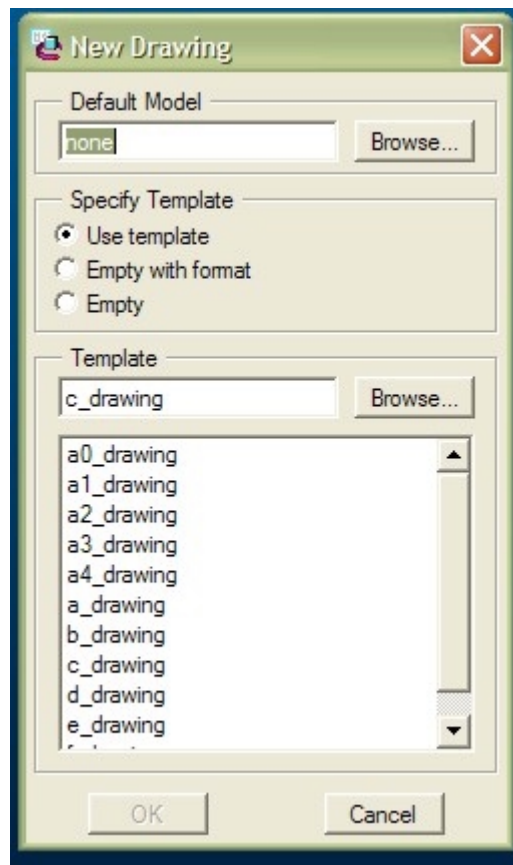 New Drawing
Default Model
none
Browse...
Specify Template
Use template
Empty with format
Empty
Template
c_drawing
Browse...
a0_drawing
a1_drawing
a2_drawing
a3_drawing
a4_drawing
a_drawing
b_drawing
c_drawing
d_drawing
e_drawing
OK
Cancel